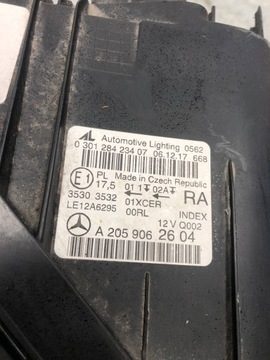 AL Automotive Lighting 0562
0 301 284 234 07 06.12.17 668
E1 PL Made in Czech Republic
17,5 01 1 02A RA
3530 3532 01XCER INDEX
LE12A6295 00RL 12 V Q002
A 205 906 26 04